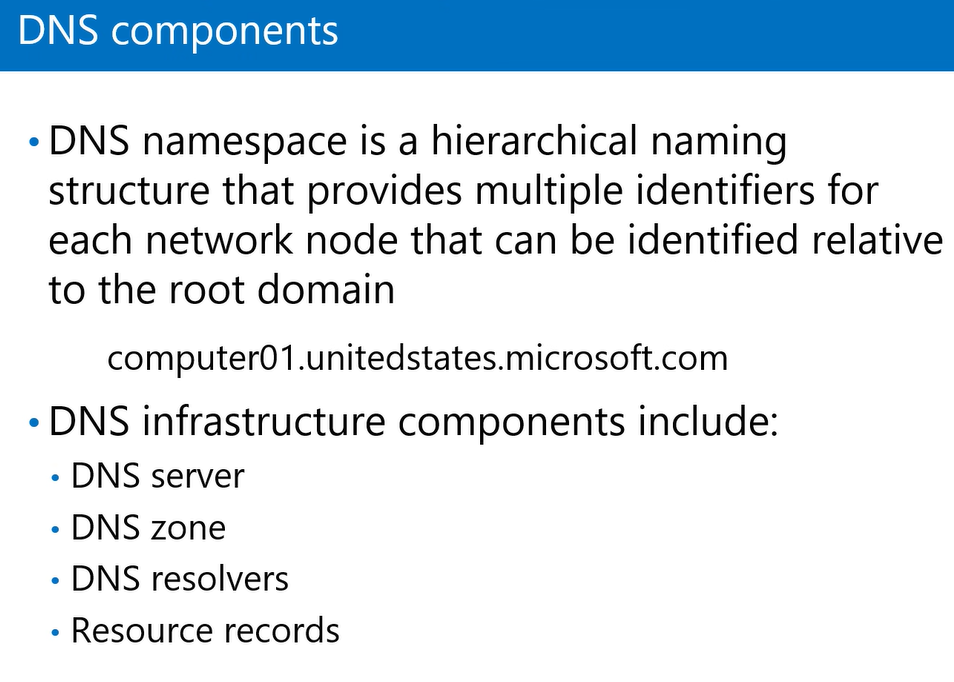 DNS components
• DNS namespace is a hierarchical naming
structure that provides multiple identifiers for
each network node that can be identified relative
to the root domain
computer01.unitedstates.microsoft.com
• DNS infrastructure components include:
• DNS server
• DNS zone
• DNS resolvers
• Resource records